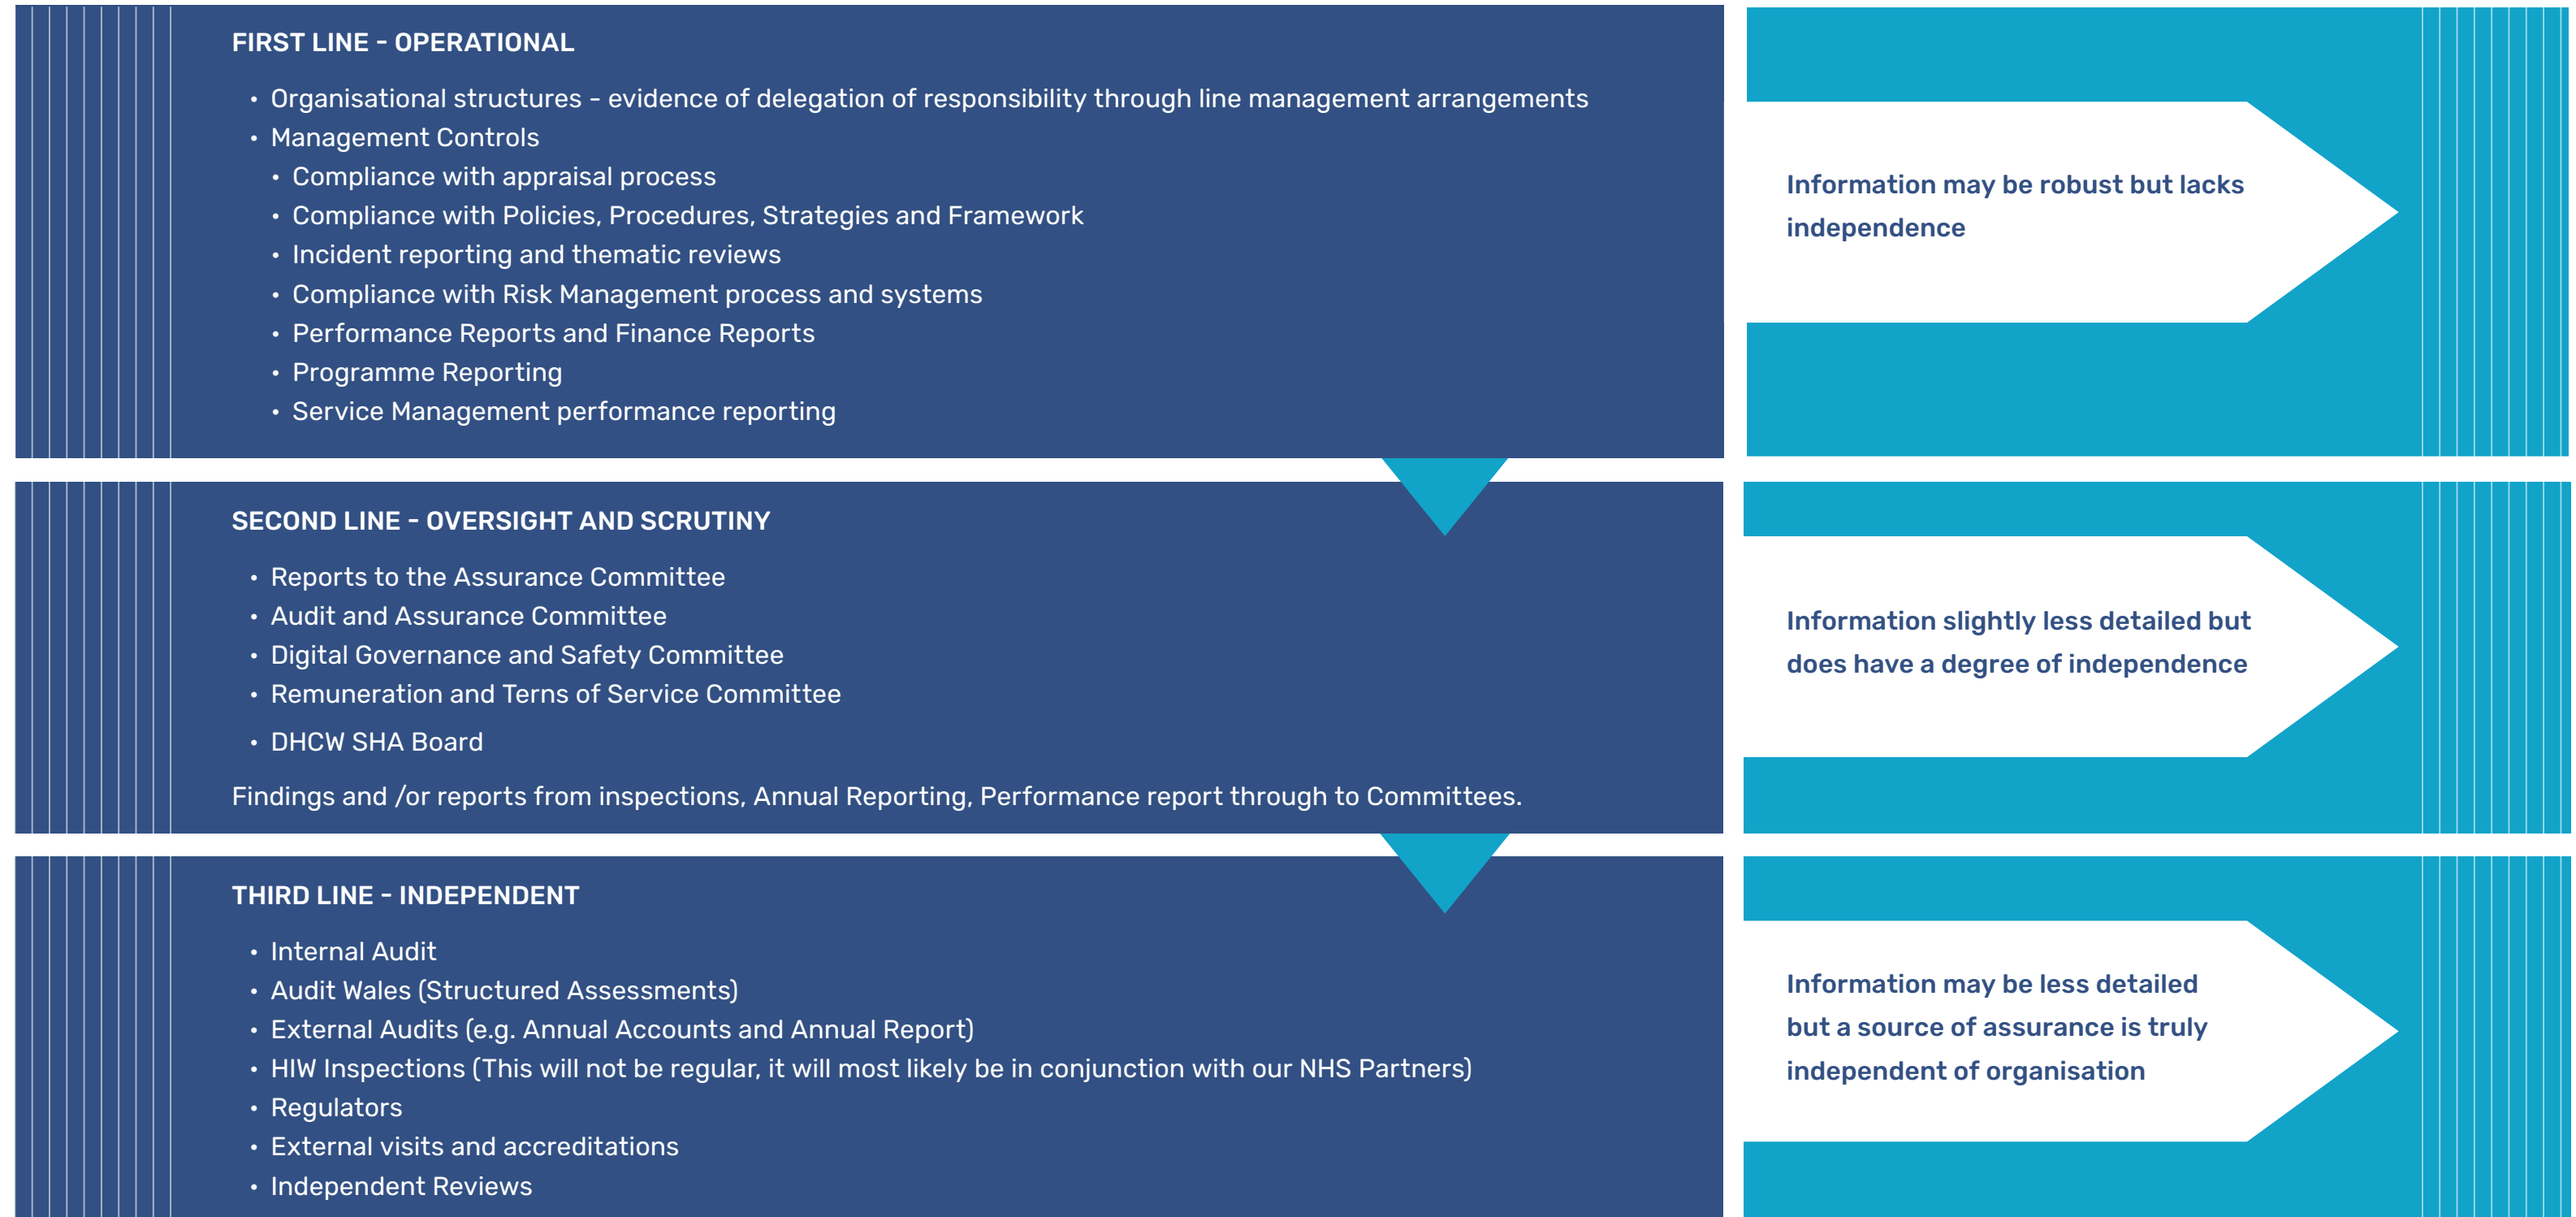 FIRST LINE - OPERATIONAL
• Organisational structures - evidence of delegation of responsibility through line management arrangements
• Management Controls
• Compliance with appraisal process
• Compliance with Policies, Procedures, Strategies and Framework
• Incident reporting and thematic reviews
• Compliance with Risk Management process and systems
• Performance Reports and Finance Reports
• Programme Reporting
• Service Management performance reporting
Information may be robust but lacks
independence
SECOND LINE - OVERSIGHT AND SCRUTINY
• Reports to the Assurance Committee
• Audit and Assurance Committee
• Digital Governance and Safety Committee
• Remuneration and Terns of Service Committee
• DHCW SHA Board
Findings and /or reports from inspections, Annual Reporting, Performance report through to Committees.
Information slightly less detailed but
does have a degree of independence
THIRD LINE - INDEPENDENT
• Internal Audit
• Audit Wales (Structured Assessments)
• External Audits (e.g. Annual Accounts and Annual Report)
• HIW Inspections (This will not be regular, it will most likely be in conjunction with our NHS Partners)
• Regulators
• External visits and accreditations
• Independent Reviews
Information may be less detailed
but a source of assurance is truly
independent of organisation